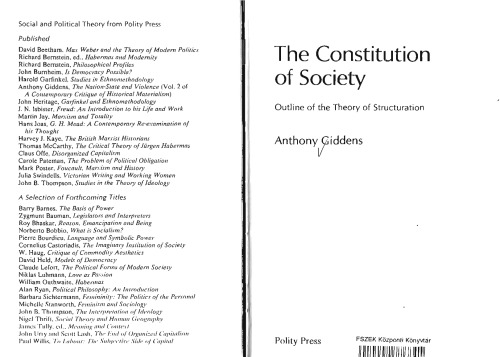 Social and Political Theory from Polity Press
Published
David Beetham, Max Weber and the Theory of Modern Politics
Richard Bernstein, ed., Habermas and Modernity
Richard Bernstein, Philosophical Profiles
John Burnheim, Is Democracy Possible?
Harold Garfinkel, Studies in Ethnomethodology
Anthony Giddens, The Nation-State and Violence (Vol. 2 of
A Contemporary Critique of Historical Materialism)
John Heritage, Garfinkel and Ethnomethodology
J. N. Isbister, Freud: An Introduction to his Life and Work
Martin Jay, Marxism and Totality
Hans Joas, G. H. Mead: A Contemporary Re-examination of
his Thought
Harvey J. Kaye, The British Marxist Historians
Thomas McCarthy, The Critical Theory of Jürgen Habermas
Claus Offe, Disorganized Capitalism
Carole Pateman, The Problem of Political Obligation
Mark Poster, Foucault, Marxism and History
Julia Swindells, Victorian Writing and Working Women
John B. Thompson, Studies in the Theory of Ideology
A Selection of Forthcoming Titles
Barry Barnes, The Basis of Power
Zygmunt Bauman, Legislators and Interpreters
Roy Bhaskar, Reason, Emancipation and Being
Norberto Bobbio, What is Socialism?
Pierre Bourdieu, Language and Symbolic Power
Cornelius Castoriadis, The Imaginary Institution of Society
W. Haug, Critique of Commodity Aesthetics
David Held, Models of Democracy
Claude Lefort, The Political Forms of Modern Society
Niklas Luhmann, Love as Passion
William Outhwaite, Habermas
Alan Ryan, Political Philosophy: An Introduction
Barbara Sichtermann, Femininity: The Politics of the Personal
Michelle Stanworth, Feminism and Sociology
John B. Thompson, The Interpretation of Ideology
Nigel Thrift, Social Theory and Human Geography
James Tully, ed., Meaning and Context
John Urry and Scott Lash, The End of Organized Capitalism
Paul Willis, To Labour: The Subjective Side of Capital
The Constitution
of Society
Outline of the Theory of Structuration
Anthony Giddens
Polity Press
FSZEK Központi Könyvtár